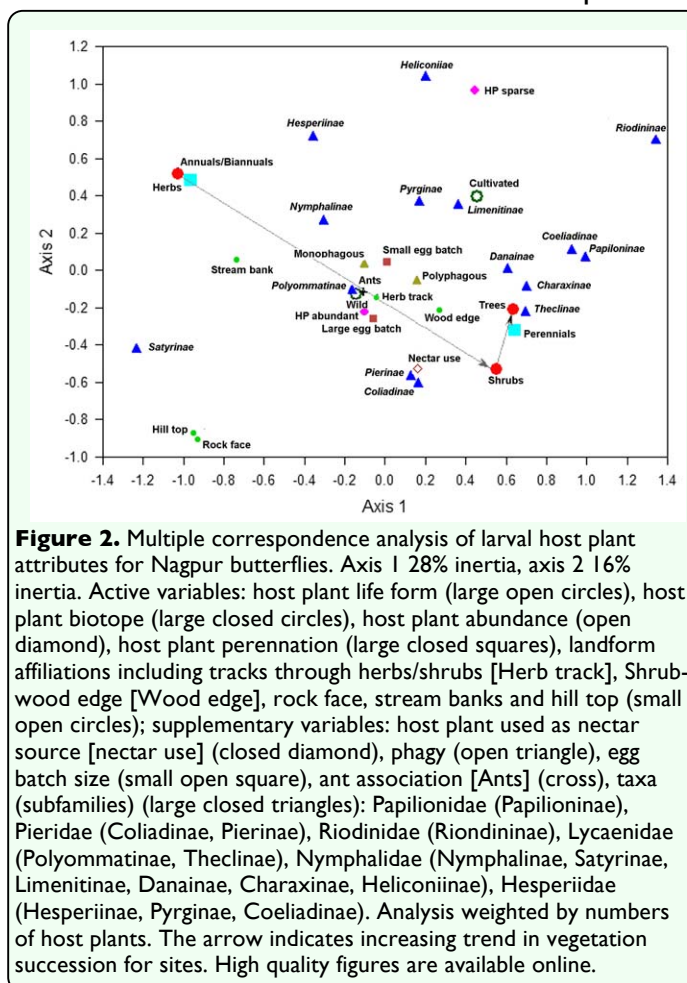 1.2
1.0
0.8
0.6
0.4
0.2
0.0
-0.2
-0.4
-0.6
-0.8
-1.0
Axis 2
Heliconiiae
HP sparse
Hesperiinae
Riodininae
Annuals/Biannuals
Herbs
Cultivated
Pyrginae
Limenitinae
Nymphalinae
Coeliadinae
Papiloninae
Small egg batch
Monophagous
Danainae
Stream bank
Ants
Polyphagous
Polyommatinae
Charaxinae
Wild
Herb track
Trees
Theclinae
HP abundant
Wood edge
Large egg batch
Perennials
Satyrinae
Nectar use
Pierinae
Shrubs
Coliadinae
Hill top
Rock face
-1.4 -1.2 -1.0 -0.8 -0.6 -0.4 -0.2 0.0 0.2 0.4 0.6 0.8 1.0 1.2 1.4
Axis 1
Figure 2. Multiple correspondence analysis of larval host plant
attributes for Nagpur butterflies. Axis 1 28% inertia, axis 2 16%
inertia. Active variables: host plant life form (large open circles), host
plant biotope (large closed circles), host plant abundance (open
diamond), host plant perennation (large closed squares), landform
affiliations including tracks through herbs/shrubs [Herb track], Shrub-
wood edge [Wood edge], rock face, stream banks and hill top (small
open circles); supplementary variables: host plant used as nectar
source [nectar use] (closed diamond), phagy (open triangle), egg
batch size (small open square), ant association [Ants] (cross), taxa
(subfamilies) (large closed triangles): Papilionidae (Papilioninae),
Pieridae (Coliadinae, Pierinae), Riodinidae (Riondininae), Lycaenidae
(Polyommatinae, Theclinae), Nymphalidae (Nymphalinae, Satyrinae,
Limenitinae, Danainae, Charaxinae, Heliconiinae), Hesperiidae
(Hesperiinae, Pyrginae, Coeliadinae). Analysis weighted by numbers
of host plants. The arrow indicates increasing trend in vegetation
succession for sites. High quality figures are available online.